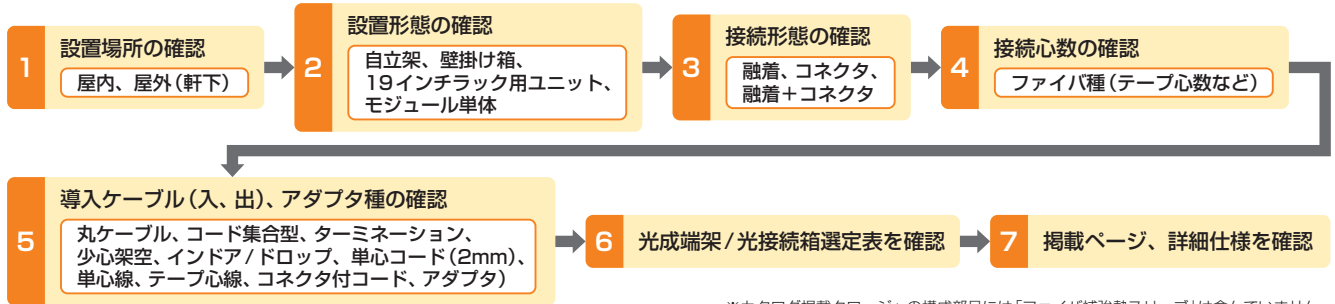 1
設置場所の確認
屋内、屋外(軒下)
2
設置形態の確認
自立架、壁掛け箱、
19インチラック用ユニット、
モジュール単体
3
接続形態の確認
融着、コネクタ、
融着+コネクタ
4
接続心数の確認
ファイバ種(テープ心数など)
5
導入ケーブル(入、出)、アダプタ種の確認
丸ケーブル、コード集合型、ターミネーション、
少心架空、インドア/ドロップ、単心コード(2mm)、
単心線、テープ心線、コネクタ付コード、アダプタ)
6
光成端架/光接続箱選定表を確認
7
掲載ページ、詳細仕様を確認